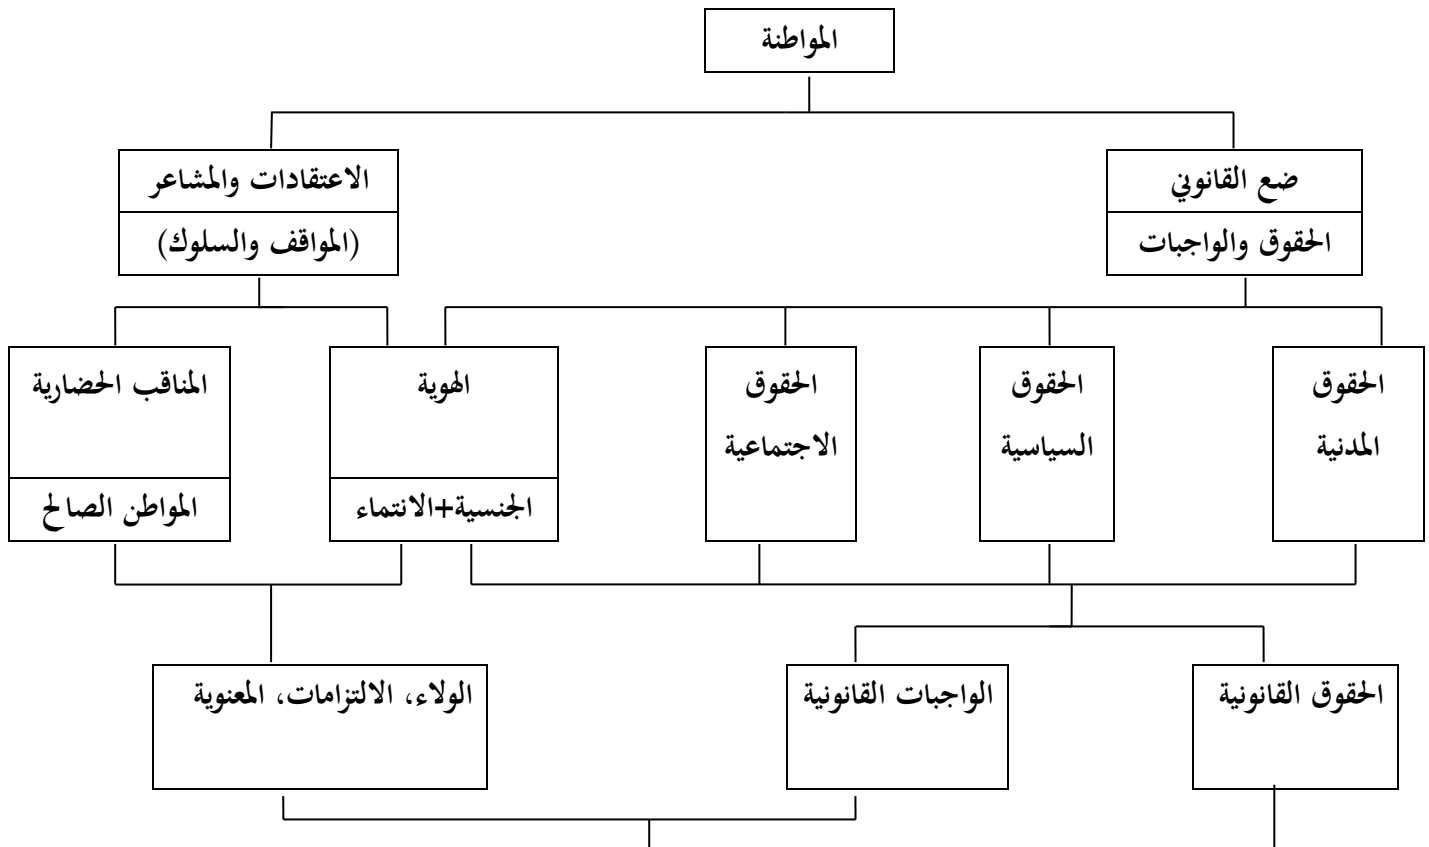 المواطنة
ضع القانوني
الحقوق والواجبات
الاعتقادات والمشاعر
(المواقف والسلوك)
الحقوق
المدنية
الحقوق
السياسية
الحقوق
الاجتماعية
الهوية
الجنسية+الانتماء
المناقب الحضارية
المواطن الصالح
الحقوق القانونية
الواجبات القانونية
الولاء، الالتزامات، المعنوية